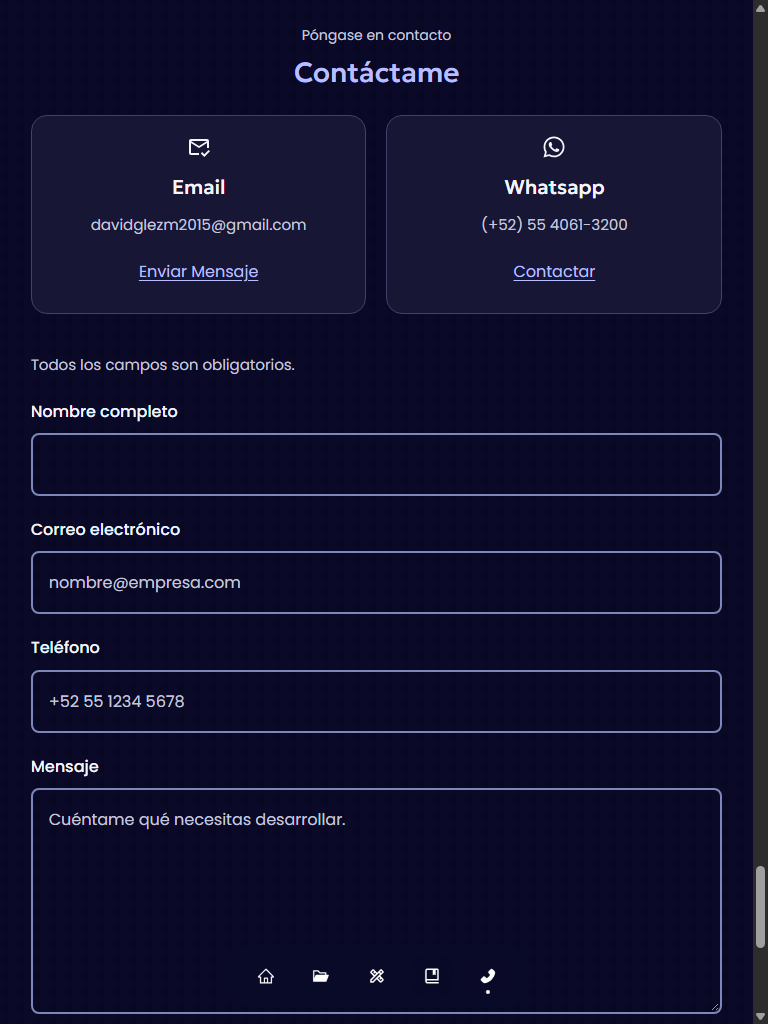 Póngase en contacto
Contáctame
Email
davidglezm2015@gmail.com
Enviar Mensaje
Whatsapp
(+52) 55 4061-3200
Contactar
Todos los campos son obligatorios.
Nombre completo
Correo electrónico
nombre@empresa.com
Teléfono
+52 55 1234 5678
Mensaje
Cuéntame qué necesitas desarrollar.